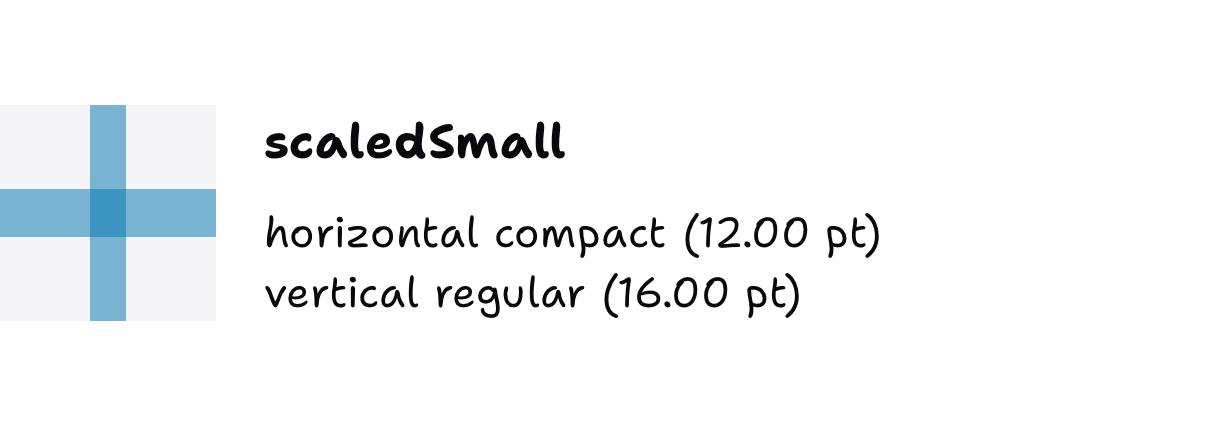 scaledSmall
horizontal compact (12.00 pt)
vertical regular (16.00 pt)